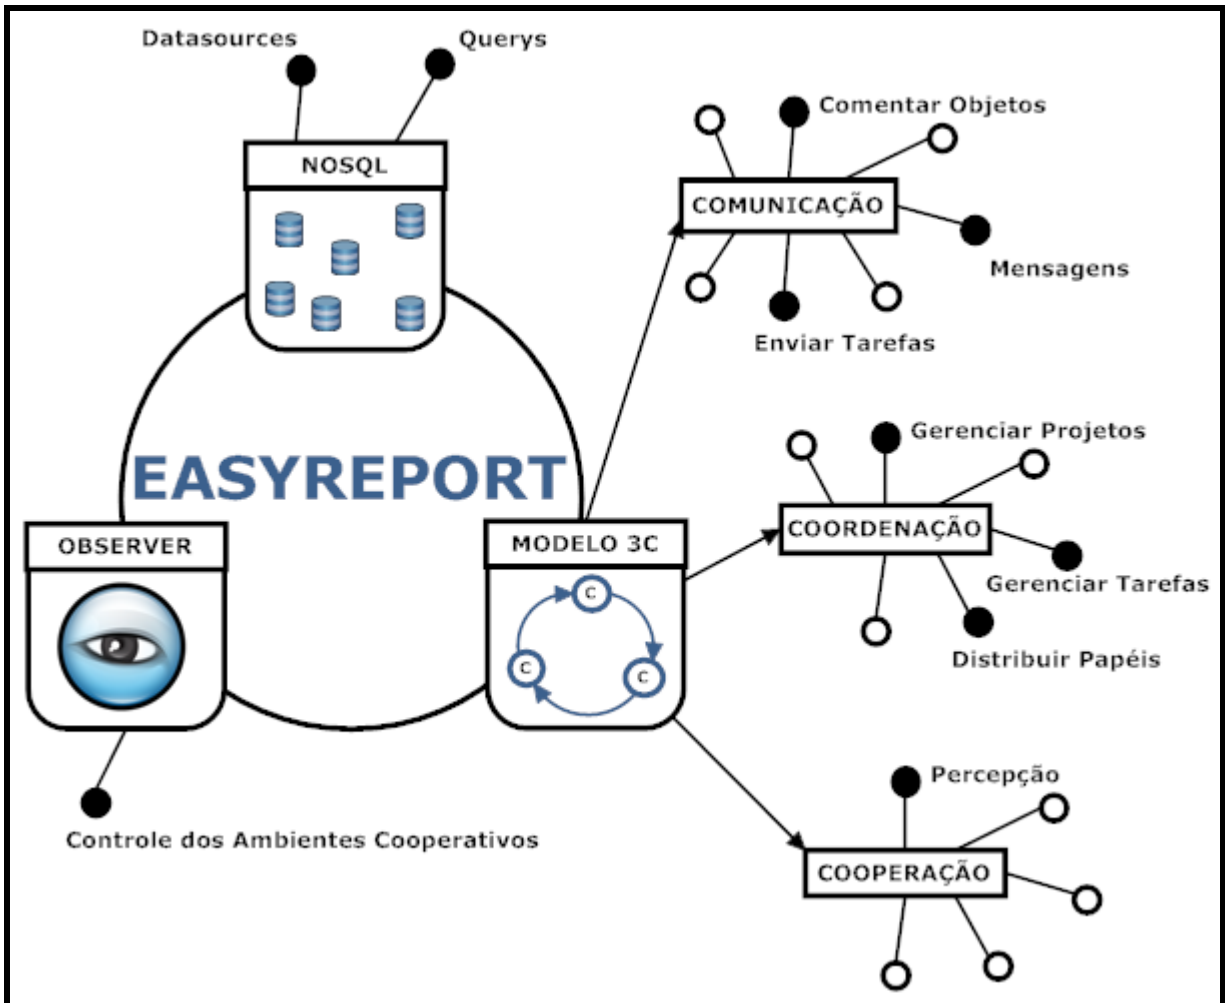 Datasources
Querys
NOSQL
Comentar Objetos
COMUNICAÇÃO
Mensagens
Enviar Tarefas
EASYREPORT
OBSERVER
MODELO 3C
C
C
C
Gerenciar Projetos
COORDENAÇÃO
Gerenciar Tarefas
Distribuir Papéis
Controle dos Ambientes Cooperativos
Percepção
COOPERAÇÃO